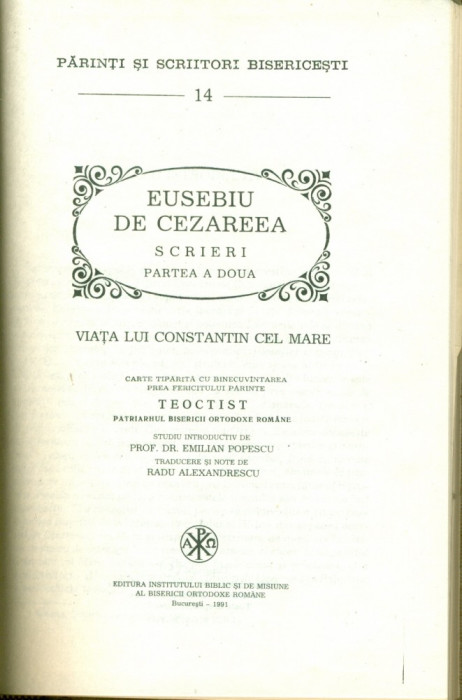 PĂRINȚI ȘI SCRIITORI BISERICEȘTI
14
EUSEBIU
DE CEZAREEA
SCRIERI
PARTEA A DOUA
VIAȚA LUI CONSTANTIN CEL MARE
CARTE TIPĂRITĂ CU BINECUVÎNTAREA
PREA FERICITULUI PĂRINTE
TEOCTIST
PATRIARHUL BISERICII ORTODOXE ROMÂNE
STUDIU INTRODUCTIV DE
PROF. DR. EMILIAN POPESCU
TRADUCERE ȘI NOTE DE
RADU ALEXANDRESCU
A Ω
EDITURA INSTITUTULUI BIBLIC ȘI DE MISIUNE
AL BISERICII ORTODOXE ROMÂNE
București – 1991